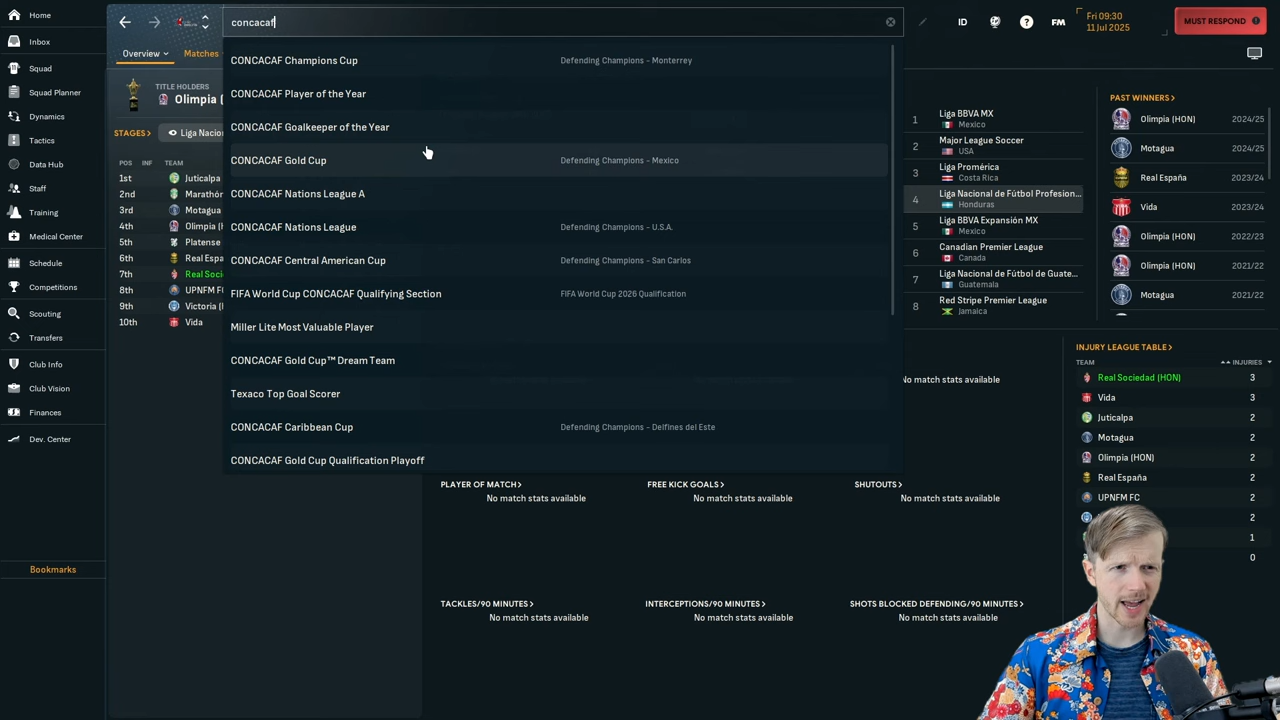 Home
Inbox
Squad
Squad Planner
Dynamics
Tactics
Data Hub
Staff
Training
Medical Center
Schedule
Competitions
Scouting
Transfers
Club Info
Club Vision
Finances
Dev. Center
Bookmarks
concacaf
ID
FM
Fri 09:30
11 Jul 2025
MUST RESPOND
Overview
Matches
TITLE HOLDERS
Olimpia (
STAGES >
Liga Nacion
POS INF TEAM
1st Juticalpa
2nd Marathón
3rd Motagua
4th Olimpia (H
5th Platense
6th Real Espa
7th Real Soci
8th UPNFM FC
9th Victoria (H
10th Vida
CONCACAF Champions Cup Defending Champions - Monterrey
CONCACAF Player of the Year
CONCACAF Goalkeeper of the Year
CONCACAF Gold Cup Defending Champions - Mexico
CONCACAF Nations League A
CONCACAF Nations League Defending Champions - U.S.A.
CONCACAF Central American Cup Defending Champions - San Carlos
FIFA World Cup CONCACAF Qualifying Section FIFA World Cup 2026 Qualification
Miller Lite Most Valuable Player
CONCACAF Gold Cup™ Dream Team
Texaco Top Goal Scorer
CONCACAF Caribbean Cup Defending Champions - Delfines del Este
CONCACAF Gold Cup Qualification Playoff
1 Liga BBVA MX
Mexico
2 Major League Soccer
USA
3 Liga Promérica
Costa Rica
4 Liga Nacional de Fútbol Profesion...
Honduras
5 Liga BBVA Expansión MX
Mexico
6 Canadian Premier League
Canada
7 Liga Nacional de Fútbol de Guate...
Guatemala
8 Red Stripe Premier League
Jamaica
PAST WINNERS >
Olimpia (HON) 2024/25
Motagua 2024/25
Real España 2023/24
Vida 2023/24
Olimpia (HON) 2022/23
Olimpia (HON) 2021/22
Motagua 2021/22
No match stats available
INJURY LEAGUE TABLE >
TEAM INJURIES
Real Sociedad (HON) 3
Vida 3
Juticalpa 2
Motagua 2
Olimpia (HON) 2
Real España 2
UPNFM FC 2
2
1
0
PLAYER OF MATCH >
No match stats available
FREE KICK GOALS >
No match stats available
SHUTOUTS >
No match stats available
TACKLES/90 MINUTES >
No match stats available
INTERCEPTIONS/90 MINUTES >
No match stats available
SHOTS BLOCKED DEFENDING/90 MINUTES >
No match stats available